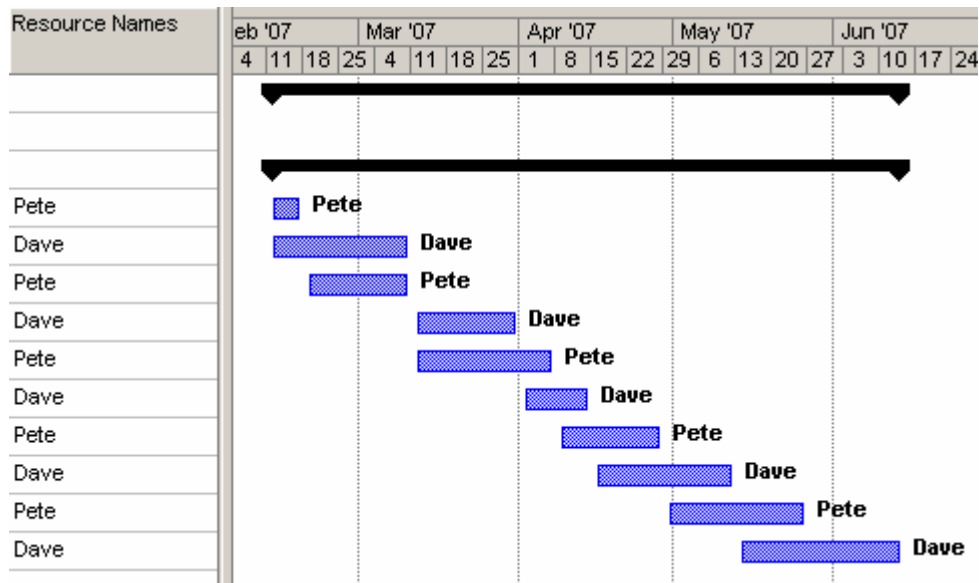 Resource Names
eb '07 Mar '07 Apr '07 May '07 Jun '07
4 11 18 25 4 11 18 25 1 8 15 22 29 6 13 20 27 3 10 17 24
Pete Pete
Dave Dave
Pete Pete
Dave Dave
Pete Pete
Dave Dave
Pete Pete
Dave Dave
Pete Pete
Dave Dave